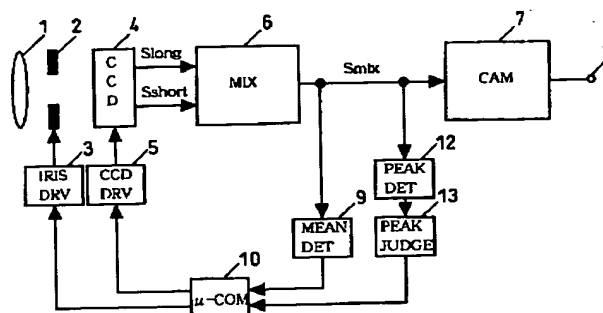 1 2 4 6 7
CCD
Slong
Sshort
MIX
Smix
CAM
3 5
IRIS DRV
CCD DRV
12
PEAK DET
9
MEAN DET
13
PEAK JUDGE
10
μ-COM